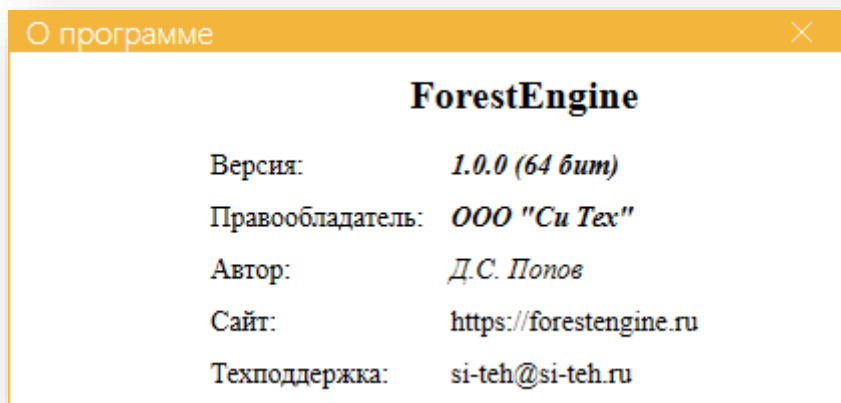 О программе
ForestEngine
Версия: 1.0.0 (64 бит)
Правообладатель: ООО "Си Тех"
Автор: Д.С. Попов
Сайт: https://forestengine.ru
Техподдержка: si-teh@si-teh.ru